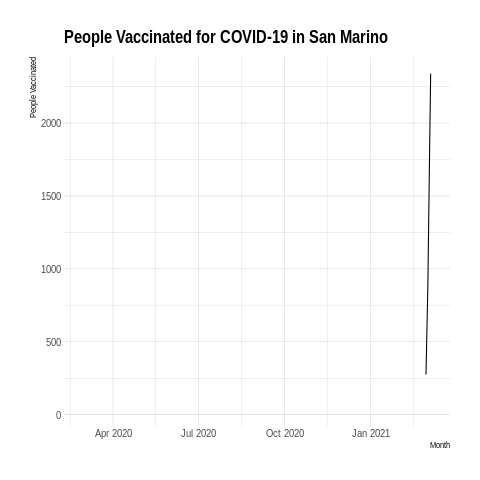 People Vaccinated for COVID-19 in San Marino
People Vaccinated
2000
1500
1000
500
0
Apr 2020
Jul 2020
Oct 2020
Jan 2021
Month